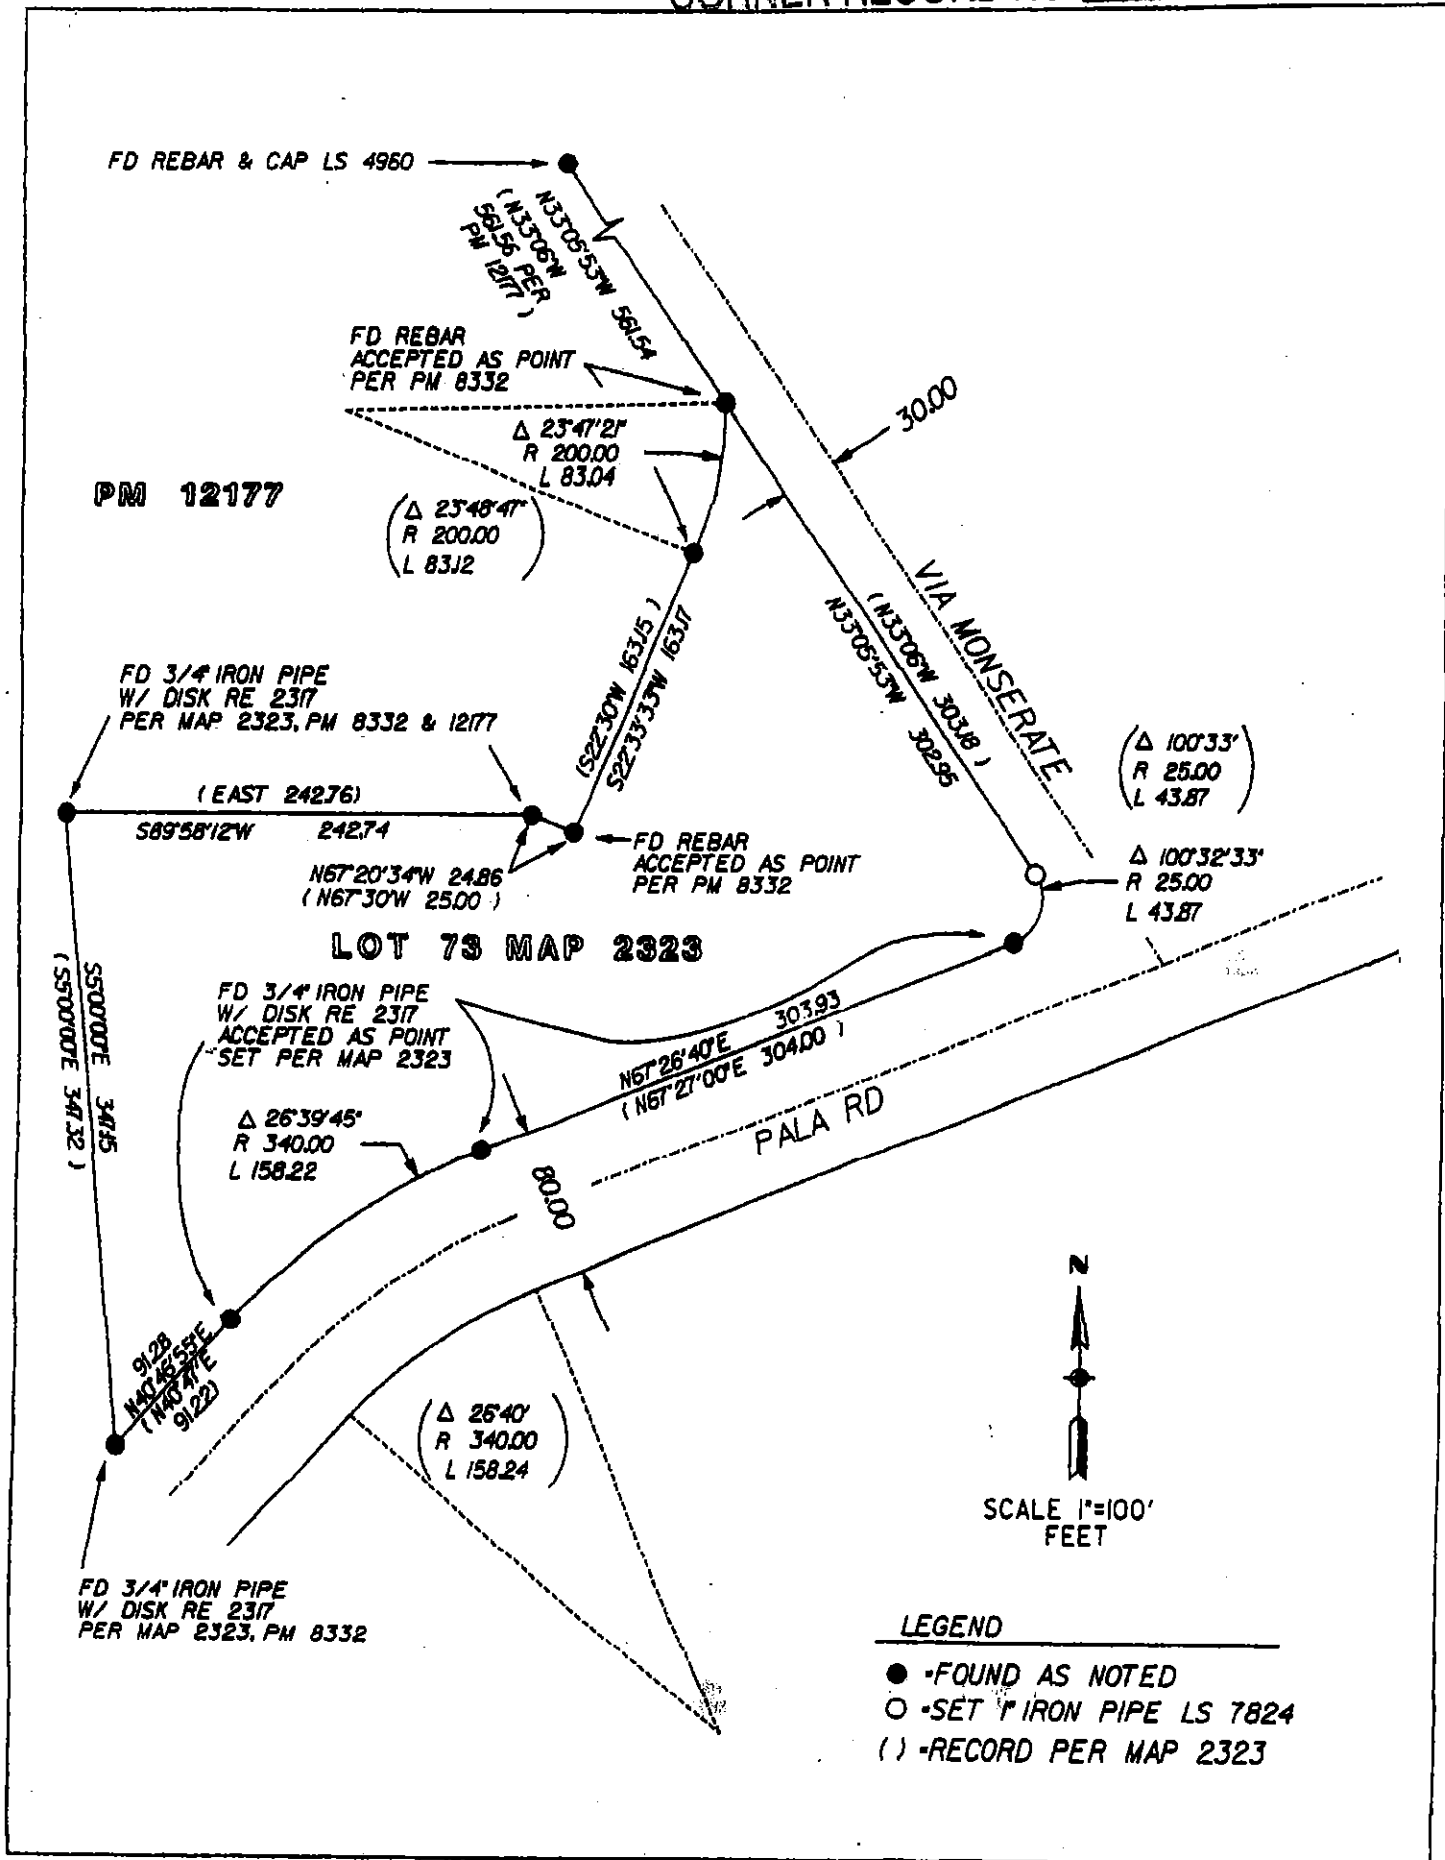 FD REBAR & CAP LS 4960
N33°05'53"W 561.54
( N33°06'W
561.56 PER
PM 12177 )
FD REBAR
ACCEPTED AS POINT
PER PM 8332
30.00
Δ 23°47'21"
R 200.00
L 83.04
PM 12177
Δ 23°48'47"
R 200.00
L 83.12
VIA MONSERATE
( N33°06'W 303.18 )
N33°05'53"W 302.95
( S22°30'W 163.15 )
S22°33'33"W 163.17
FD 3/4" IRON PIPE
W/ DISK RE 2317
PER MAP 2323, PM 8332 & 12177
( EAST 242.76)
S89°58'12"W 242.74
N67°20'34"W 24.86
( N67°30'W 25.00 )
FD REBAR
ACCEPTED AS POINT
PER PM 8332
Δ 100°33'
R 25.00
L 43.87
Δ 100°32'33"
R 25.00
L 43.87
LOT 73 MAP 2323
S5°00'00"E 347.15
( S5°00'00"E 347.32 )
FD 3/4" IRON PIPE
W/ DISK RE 2317
ACCEPTED AS POINT
SET PER MAP 2323
N67°26'40"E 303.93
( N67°27'00"E 304.00 )
PALA RD
Δ 26°39'45"
R 340.00
L 158.22
80.00
91.28
N40°46'55"E
( N40°47'E
91.22)
Δ 26°40'
R 340.00
L 158.24
N
SCALE 1"=100'
FEET
FD 3/4" IRON PIPE
W/ DISK RE 2317
PER MAP 2323, PM 8332
LEGEND
● =FOUND AS NOTED
○ =SET 1" IRON PIPE LS 7824
( ) =RECORD PER MAP 2323